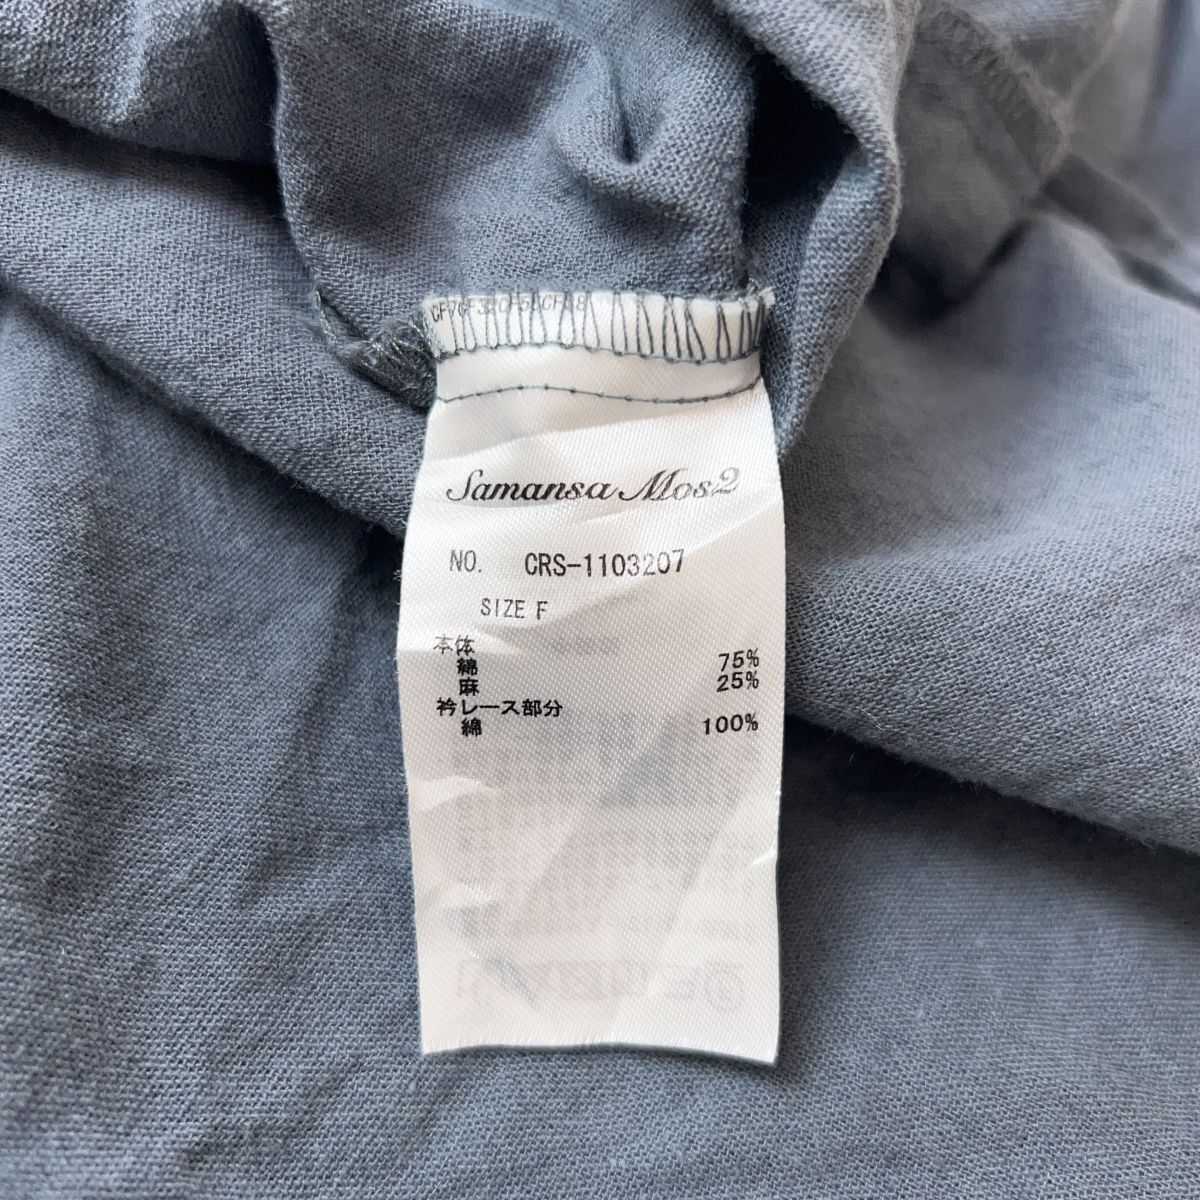 Samansa Mos2
NO. CRS-1103207
SIZE F
本体
綿 75%
麻 25%
衿レース部分
綿 100%